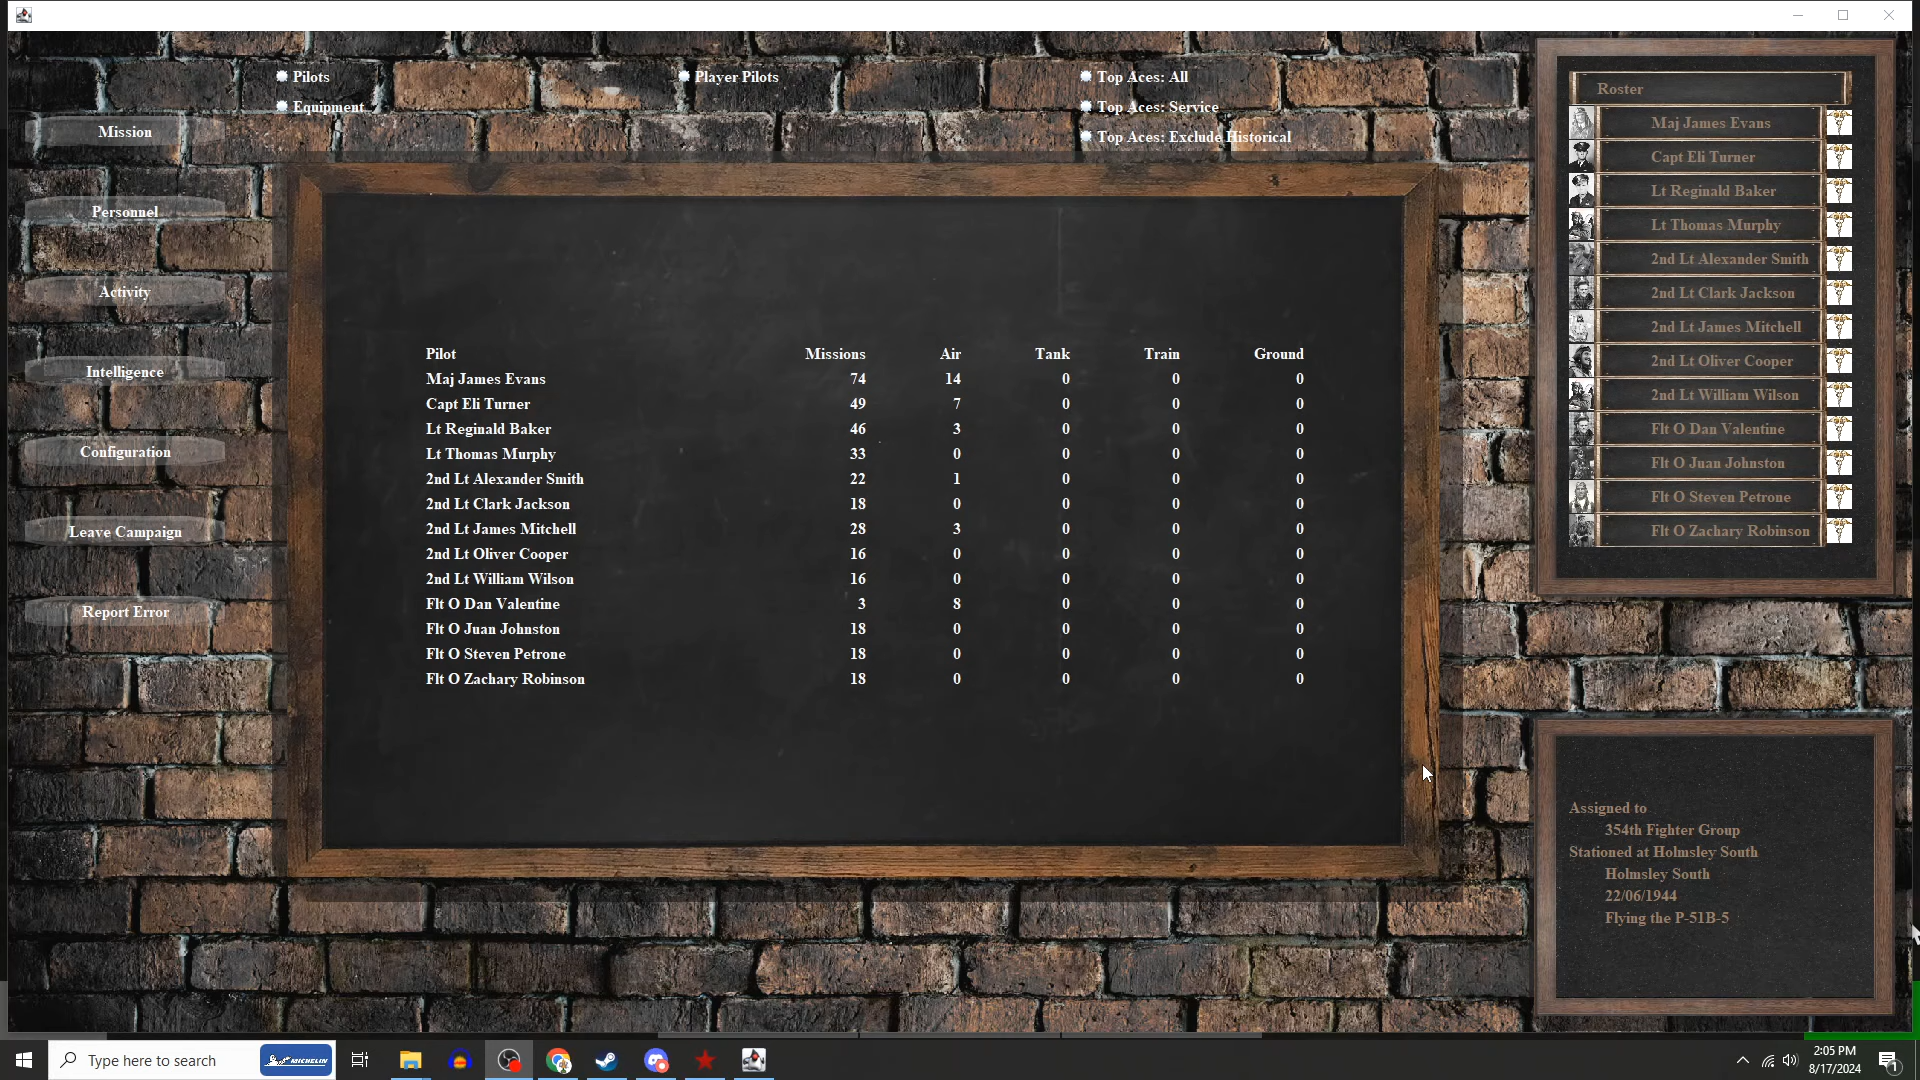 Pilots
Player Pilots
Top Aces: All
Equipment
Top Aces: Service
Top Aces: Exclude Historical
Mission
Personnel
Activity
Intelligence
Configuration
Leave Campaign
Report Error
Pilot Missions Air Tank Train Ground
Maj James Evans 74 14 0 0 0
Capt Eli Turner 49 7 0 0 0
Lt Reginald Baker 46 3 0 0 0
Lt Thomas Murphy 33 0 0 0 0
2nd Lt Alexander Smith 22 1 0 0 0
2nd Lt Clark Jackson 18 0 0 0 0
2nd Lt James Mitchell 28 3 0 0 0
2nd Lt Oliver Cooper 16 0 0 0 0
2nd Lt William Wilson 16 0 0 0 0
Flt O Dan Valentine 3 8 0 0 0
Flt O Juan Johnston 18 0 0 0 0
Flt O Steven Petrone 18 0 0 0 0
Flt O Zachary Robinson 18 0 0 0 0
Roster
Maj James Evans
Capt Eli Turner
Lt Reginald Baker
Lt Thomas Murphy
2nd Lt Alexander Smith
2nd Lt Clark Jackson
2nd Lt James Mitchell
2nd Lt Oliver Cooper
2nd Lt William Wilson
Flt O Dan Valentine
Flt O Juan Johnston
Flt O Steven Petrone
Flt O Zachary Robinson
Assigned to
354th Fighter Group
Stationed at Holmsley South
Holmsley South
22/06/1944
Flying the P-51B-5
Type here to search
MICHELIN
2:05 PM
8/17/2024
1